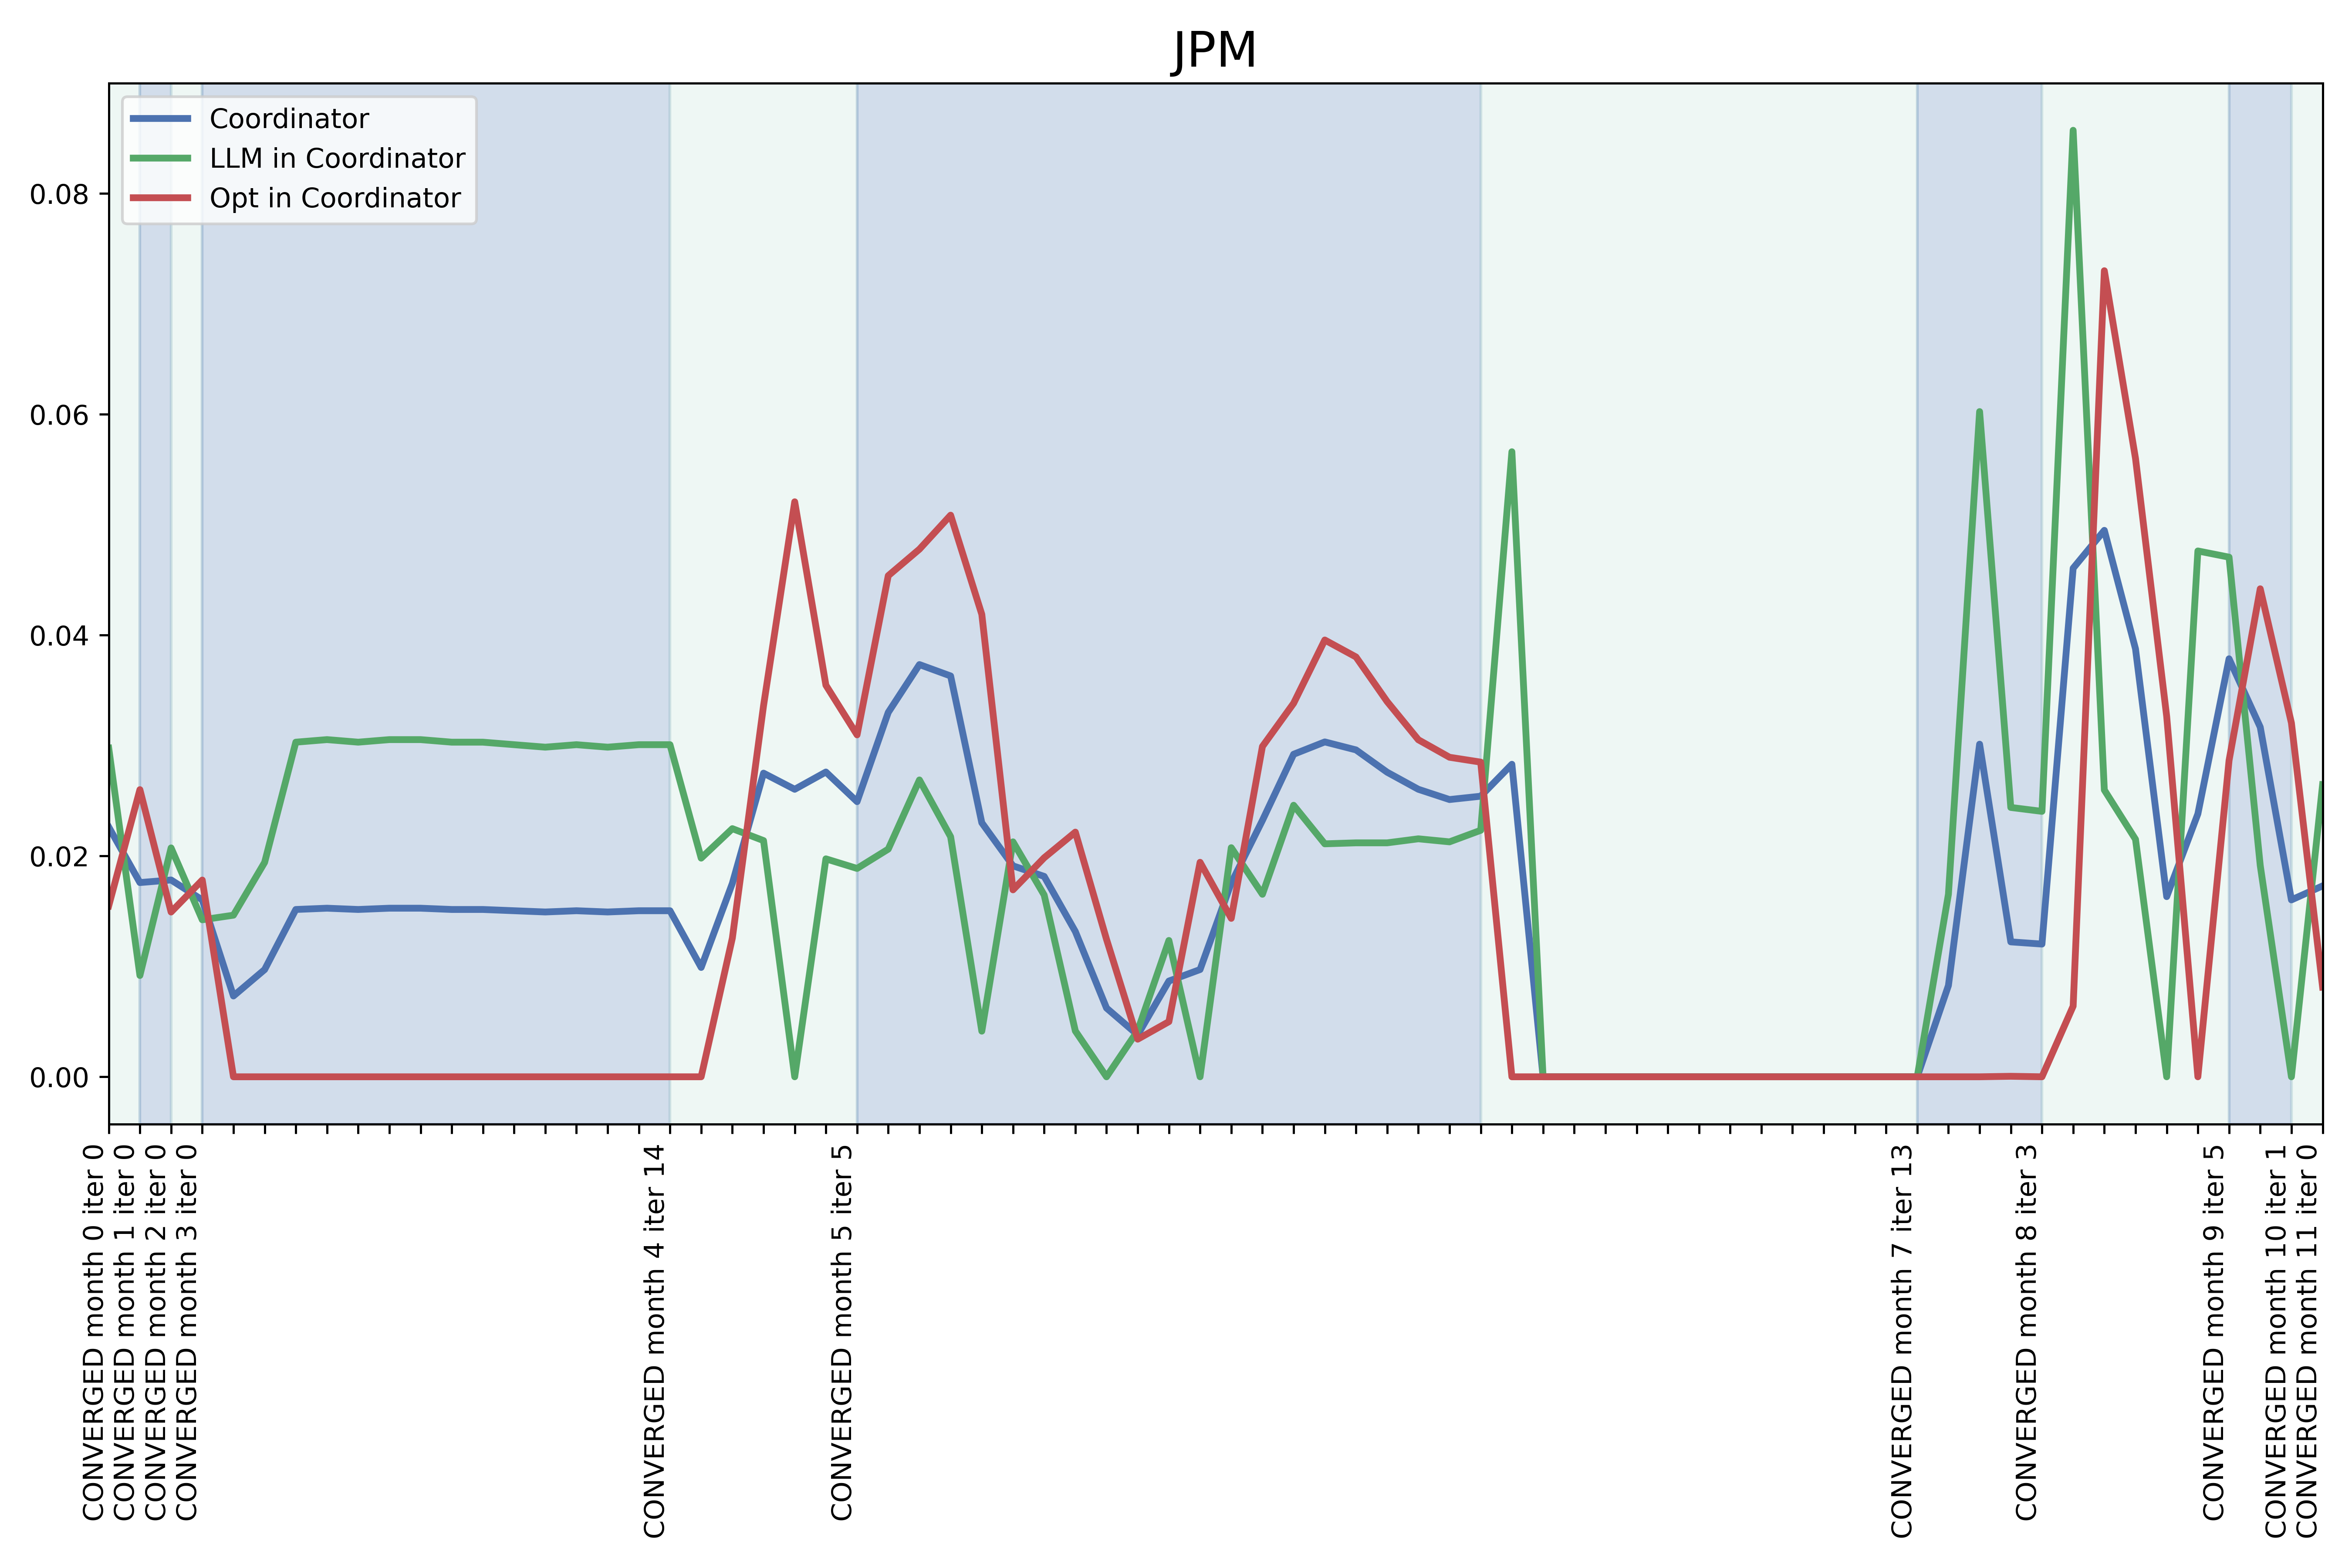 JPM
Coordinator
LLM in Coordinator
Opt in Coordinator
0.08
0.06
0.04
0.02
0.00
CONVERGED month 0 iter 0
CONVERGED month 1 iter 0
CONVERGED month 2 iter 0
CONVERGED month 3 iter 0
CONVERGED month 4 iter 14
CONVERGED month 5 iter 5
CONVERGED month 7 iter 13
CONVERGED month 8 iter 3
CONVERGED month 9 iter 5
CONVERGED month 10 iter 1
CONVERGED month 11 iter 0